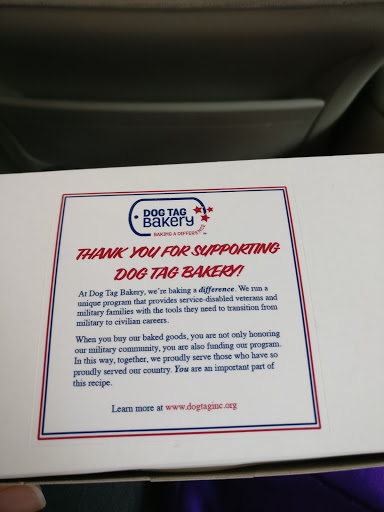 DOG TAG
Bakery
BAKING A DIFFERENCE
THANK YOU FOR SUPPORTING
DOG TAG BAKERY!
At Dog Tag Bakery, we're baking a difference. We run a
unique program that provides service-disabled veterans and
military families with the tools they need to transition from
military to civilian careers.
When you buy our baked goods, you are not only honoring
our military community, you are also funding our program.
In this way, together, we proudly serve those who have so
proudly served our country. You are an important part of
this recipe.
Learn more at www.dogtaginc.org